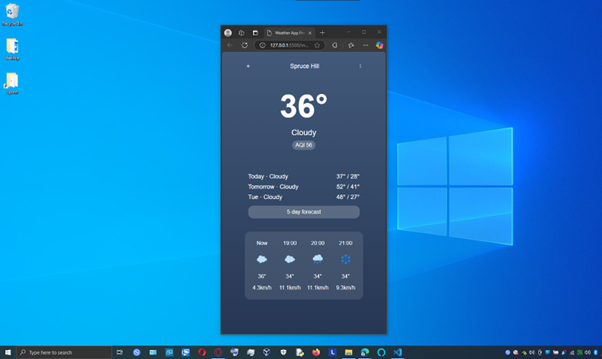 Weather App Pr
127.0.0.1
Spruce Hill
36°
Cloudy
AQI 56
Today · Cloudy 37° / 28°
Tomorrow · Cloudy 52° / 41°
Tue · Cloudy 48° / 27°
5-day forecast
Now 19:00 20:00 21:00
36° 34° 34° 34°
4.3km/h 11.1km/h 11.1km/h 9.3km/h
Type here to search